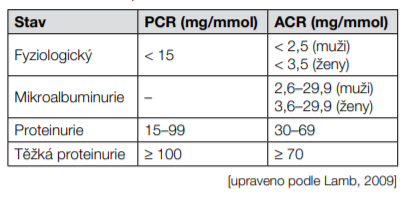 Stav PCR (mg/mmol) ACR (mg/mmol)
Fyziologický < 15 < 2,5 (muži)
< 3,5 (ženy)
Mikroalbuminurie – 2,6–29,9 (muži)
3,6–29,9 (ženy)
Proteinurie 15–99 30–69
Těžká proteinurie ≥ 100 ≥ 70
[upraveno podle Lamb, 2009]